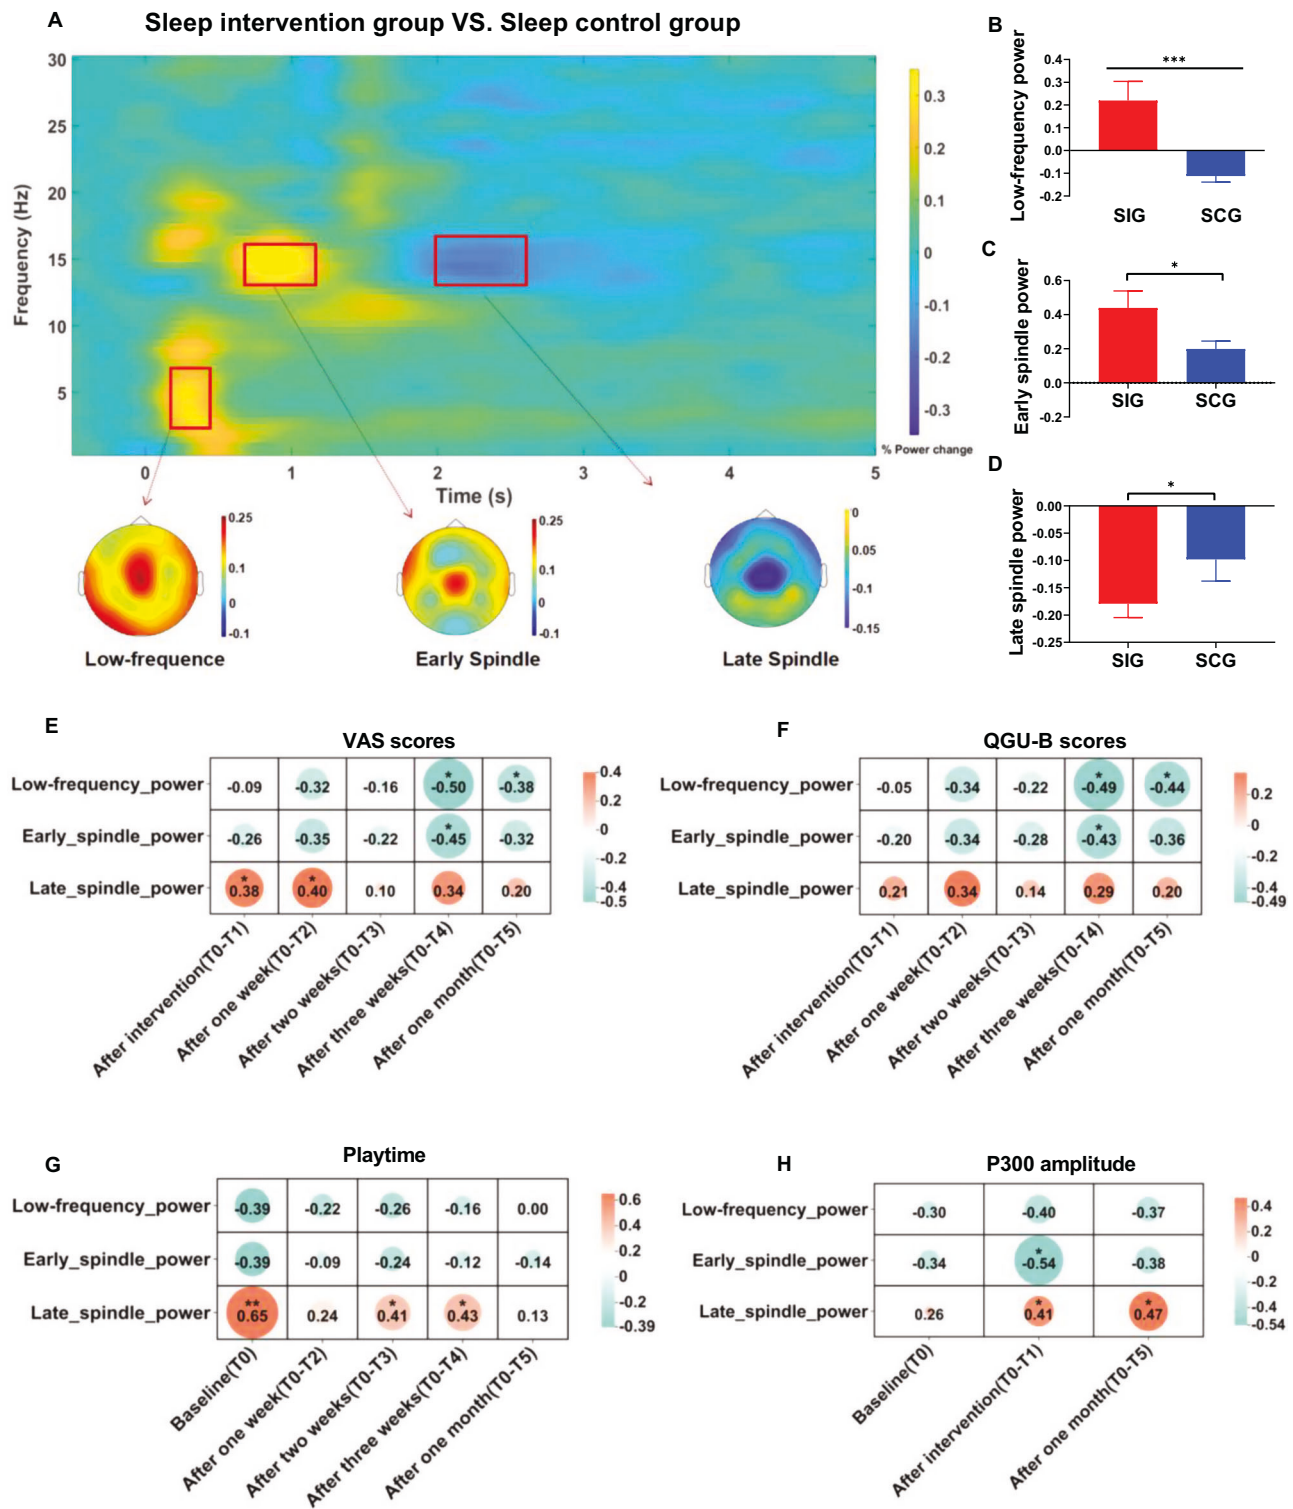 A
Sleep intervention group VS. Sleep control group
30
25
20
15
10
5
Frequency (Hz)
0
1
2
3
4
5
Time (s)
0.3
0.2
0.1
0
-0.1
-0.2
-0.3
% Power change
0.25
0.1
0
-0.1
Low-frequence
0.25
0.1
0
-0.1
Early Spindle
0
0.05
-0.1
-0.15
Late Spindle
B
Low-frequency power
0.4
0.3
0.2
0.1
0.0
-0.1
-0.2
***
SIG SCG
C
Early spindle power
0.6
0.4
0.2
0.0
-0.2
*
SIG SCG
D
Late spindle power
0.00
-0.05
-0.10
-0.15
-0.20
-0.25
*
SIG SCG
E
VAS scores
Low-frequency_power -0.09 -0.32 -0.16 *-0.50 *-0.38
Early_spindle_power -0.26 -0.35 -0.22 *-0.45 -0.32
Late_spindle_power *0.38 *0.40 0.10 0.34 0.20
After intervention(T0-T1)
After one week(T0-T2)
After two weeks(T0-T3)
After three weeks(T0-T4)
After one month(T0-T5)
0.4
0.2
0
-0.2
-0.4
-0.5
F
QGU-B scores
Low-frequency_power -0.05 -0.34 -0.22 *-0.49 *-0.44
Early_spindle_power -0.20 -0.34 -0.28 *-0.43 -0.36
Late_spindle_power 0.21 0.34 0.14 0.29 0.20
After intervention(T0-T1)
After one week(T0-T2)
After two weeks(T0-T3)
After three weeks(T0-T4)
After one month(T0-T5)
0.2
0
-0.2
-0.4
-0.49
G
Playtime
Low-frequency_power -0.39 -0.22 -0.26 -0.16 0.00
Early_spindle_power -0.39 -0.09 -0.24 -0.12 -0.14
Late_spindle_power **0.65 0.24 *0.41 *0.43 0.13
Baseline(T0)
After one week(T0-T2)
After two weeks(T0-T3)
After three weeks(T0-T4)
After one month(T0-T5)
0.6
0.4
0.2
0
-0.2
-0.39
H
P300 amplitude
Low-frequency_power -0.30 -0.40 -0.37
Early_spindle_power -0.34 *-0.54 -0.38
Late_spindle_power 0.26 *0.41 *0.47
Baseline(T0)
After intervention(T0-T1)
After one month(T0-T5)
0.4
0.2
0
-0.2
-0.4
-0.54